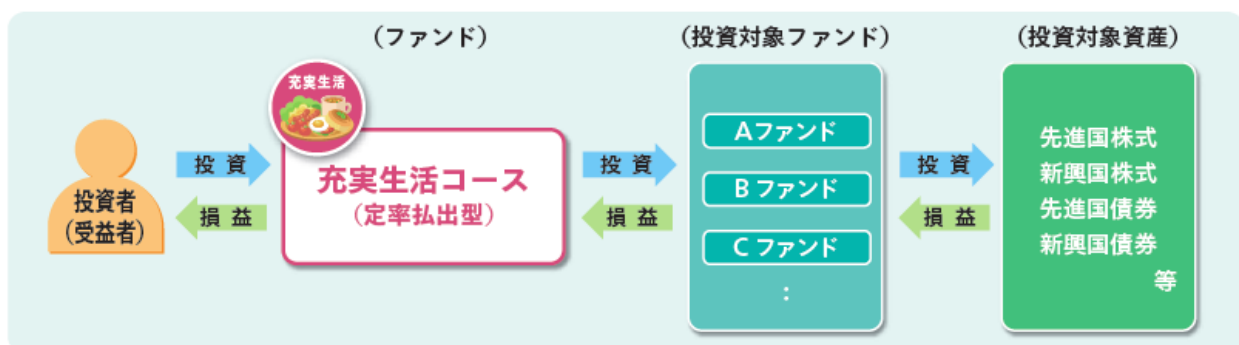 (ファンド)
(投資対象ファンド)
(投資対象資産)
充実生活
投資者
(受益者)
投資
損益
充実生活コース
(定率払出型)
投資
損益
Aファンド
Bファンド
Cファンド
:
投資
損益
先進国株式
新興国株式
先進国債券
新興国債券
等